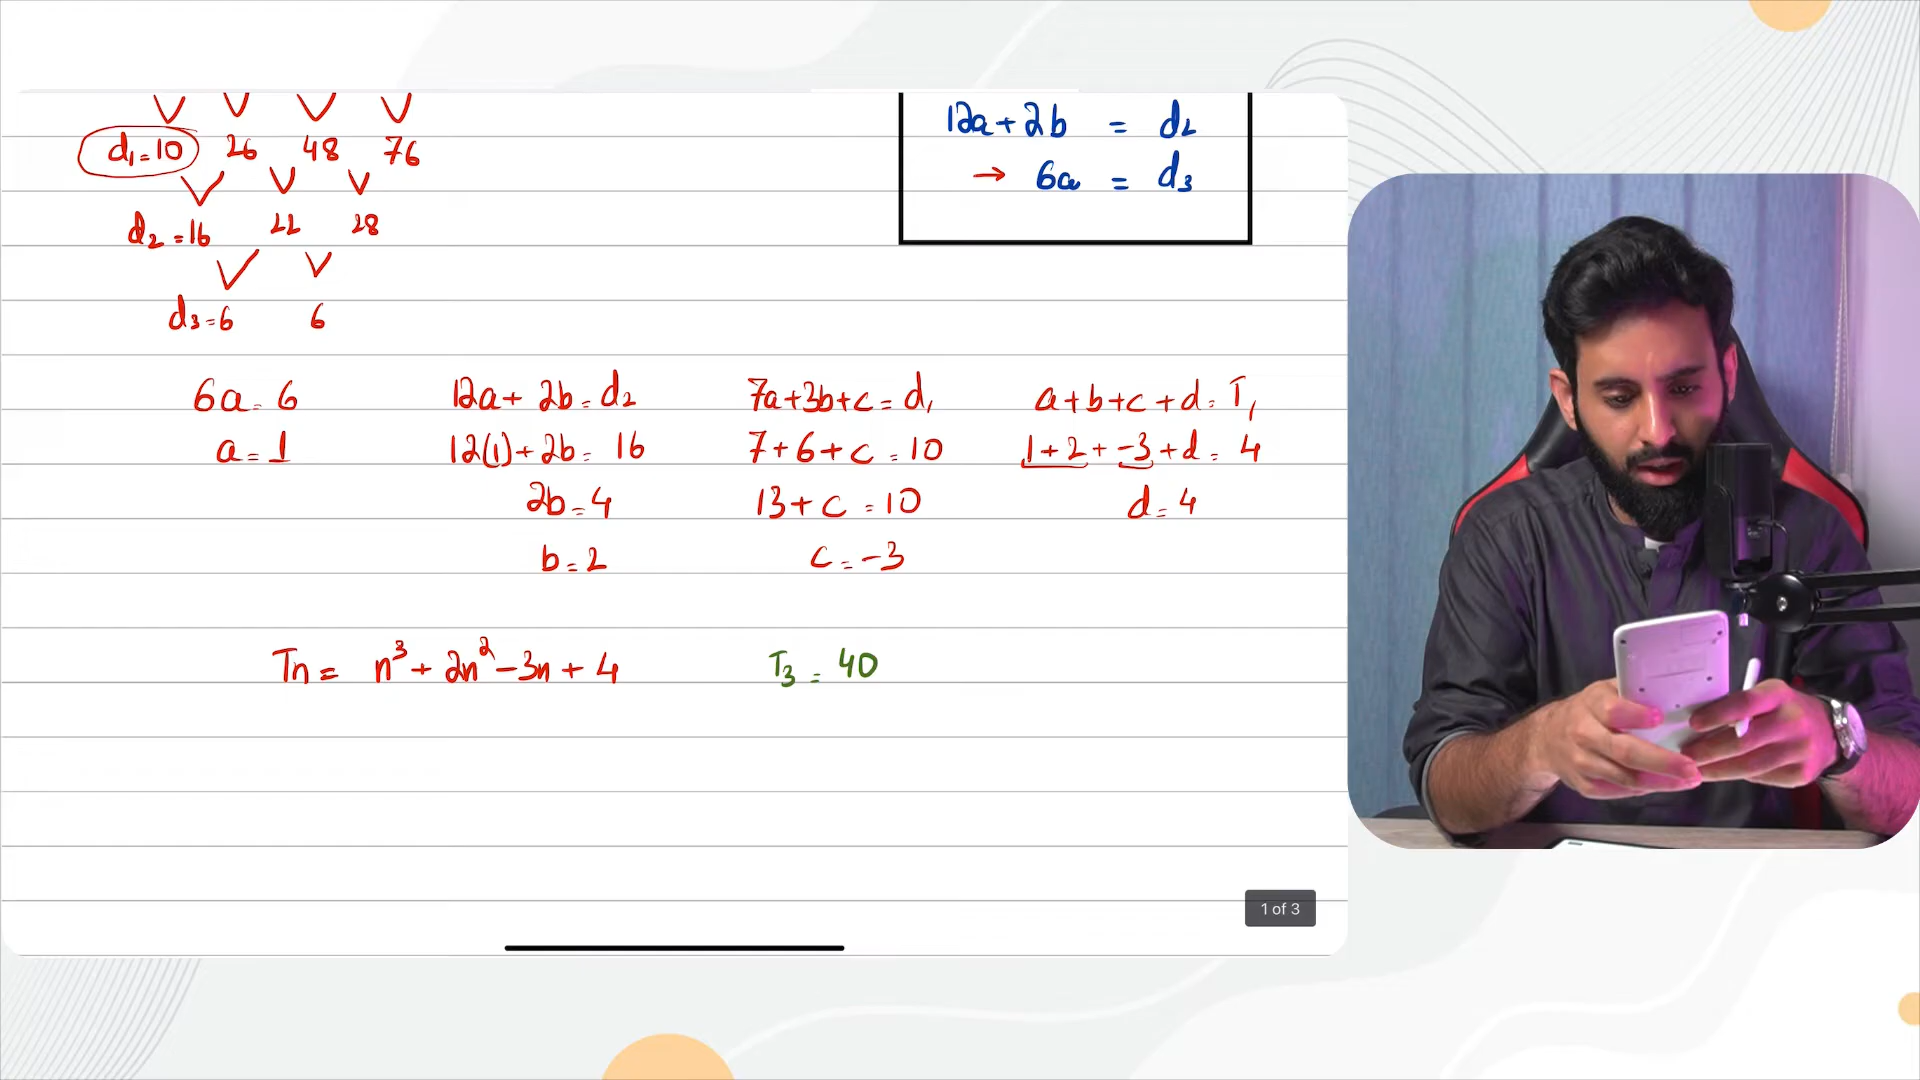 d₁=10 26 48 76
d₂=16 22 28
d₃=6 6
12a+2b = d₂
→ 6a = d₃
6a=6
a=1
12a+2b=d₂
12(1)+2b=16
2b=4
b=2
7a+3b+c=d₁
7+6+c=10
13+c=10
c=-3
a+b+c+d=T₁
1+2+-3+d=4
d=4
Tn= n³+2n²-3n+4
T₃=40
1 of 3